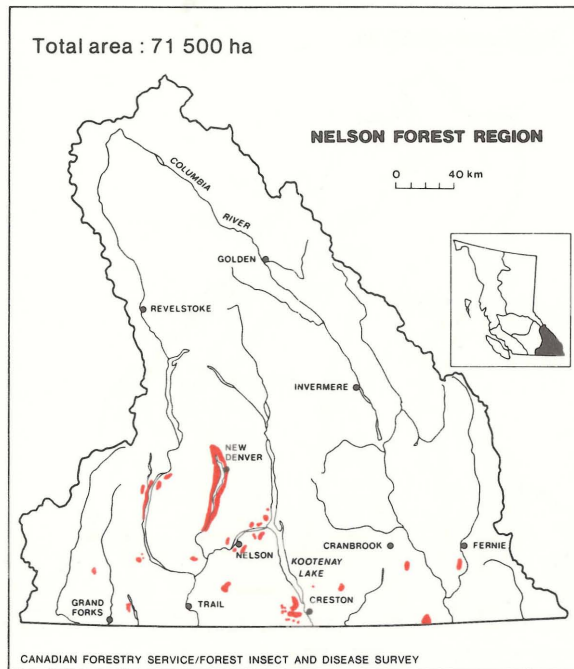 Total area : 71 500 ha
NELSON FOREST REGION
0 40 km
COLUMBIA
RIVER
GOLDEN
REVELSTOKE
INVERMERE
NEW
DENVER
NELSON
CRANBROOK
FERNIE
KOOTENAY
LAKE
GRAND
FORKS
TRAIL
CRESTON
CANADIAN FORESTRY SERVICE/FOREST INSECT AND DISEASE SURVEY